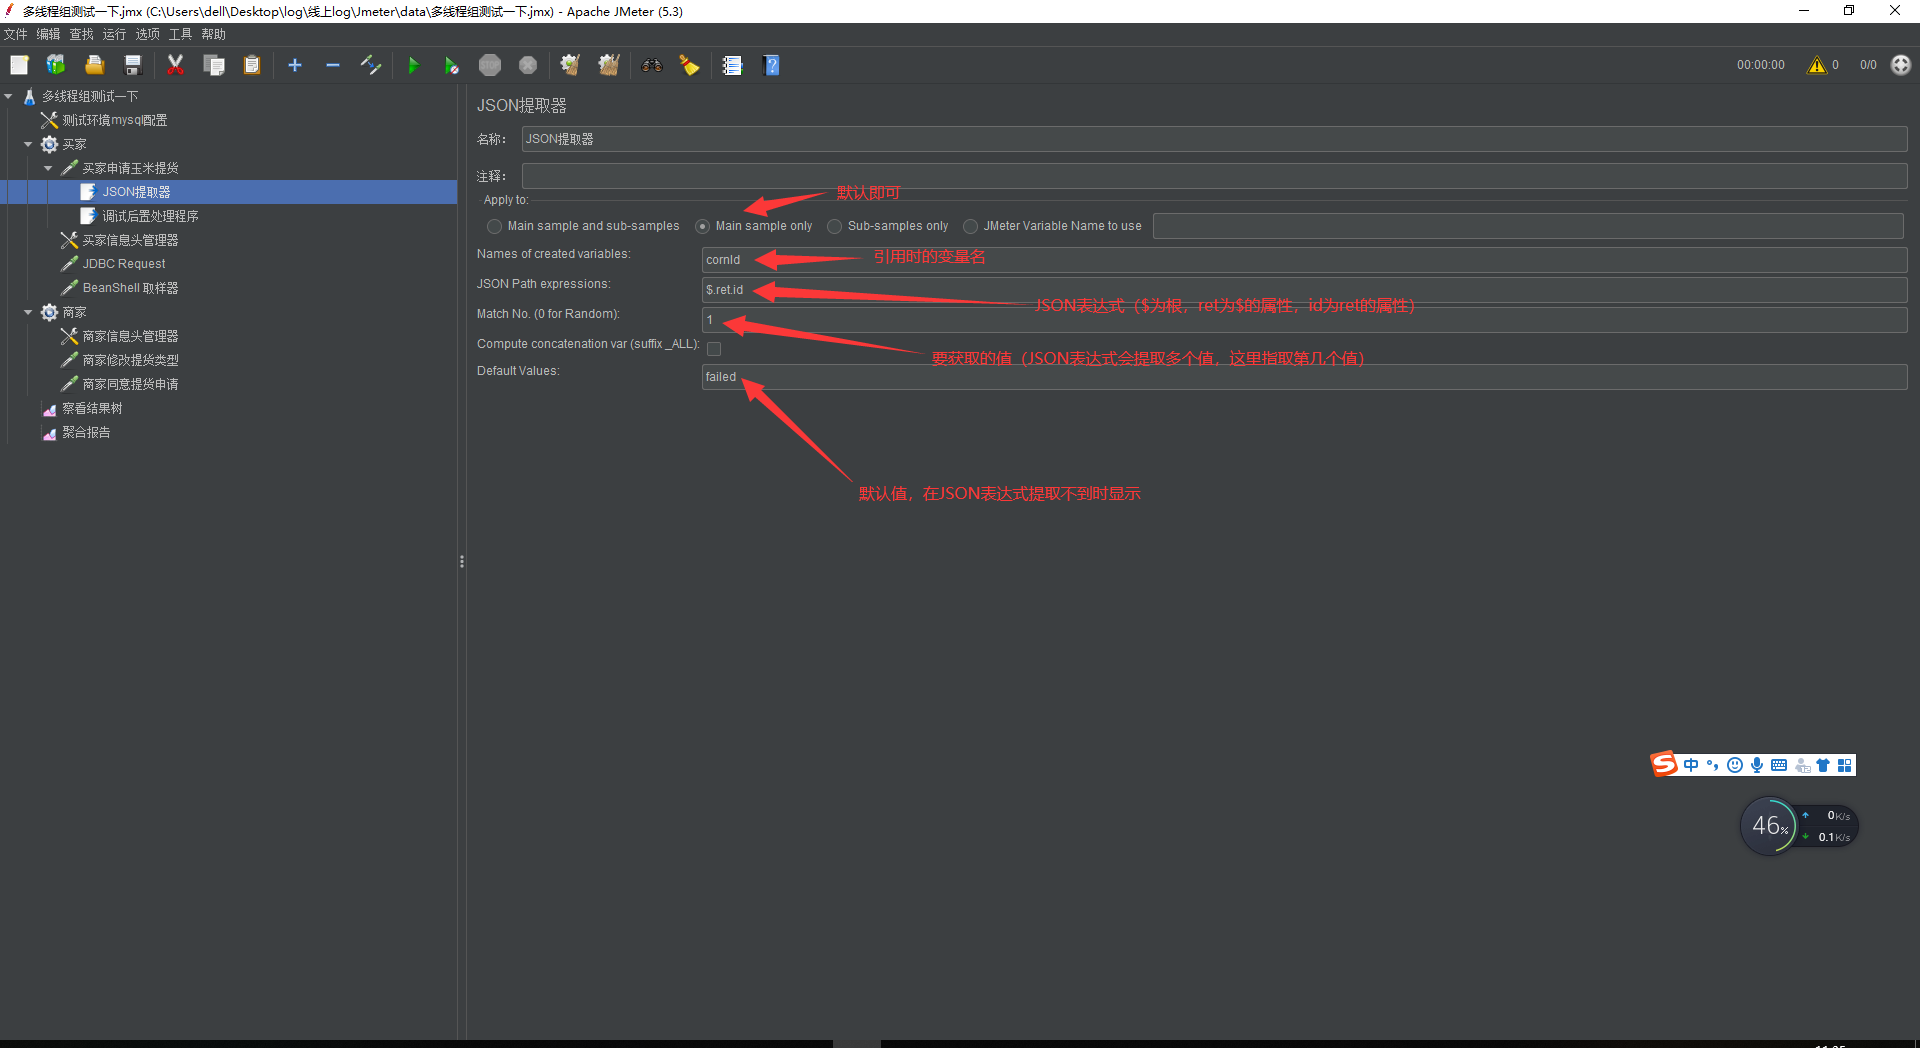 多线程组测试一下.jmx (C:\Users\dell\Desktop\log\线上log\Jmeter\data\多线程组测试一下.jmx) - Apache JMeter (5.3)
文件 编辑 查找 运行 选项 工具 帮助
00:00:00 0 0/0
多线程组测试一下
测试环境mysql配置
买家
买家申请玉米提货
JSON提取器
调试后置处理程序
买家信息头管理器
JDBC Request
BeanShell 取样器
商家
商家信息头管理器
商家修改提货类型
商家同意提货申请
察看结果树
聚合报告
JSON提取器
名称: JSON提取器
注释:
Apply to: 默认即可
Main sample and sub-samples Main sample only Sub-samples only JMeter Variable Name to use
Names of created variables: cornId 引用时的变量名
JSON Path expressions: $.ret.id
JSON表达式（$为根，ret为$的属性，id为ret的属性）
Match No. (0 for Random): 1
Compute concatenation var (suffix _ALL):
要获取的值（JSON表达式会提取多个值，这里指取第几个值）
Default Values: failed
默认值，在JSON表达式提取不到时显示
中
46% 0K/s
0.1K/s